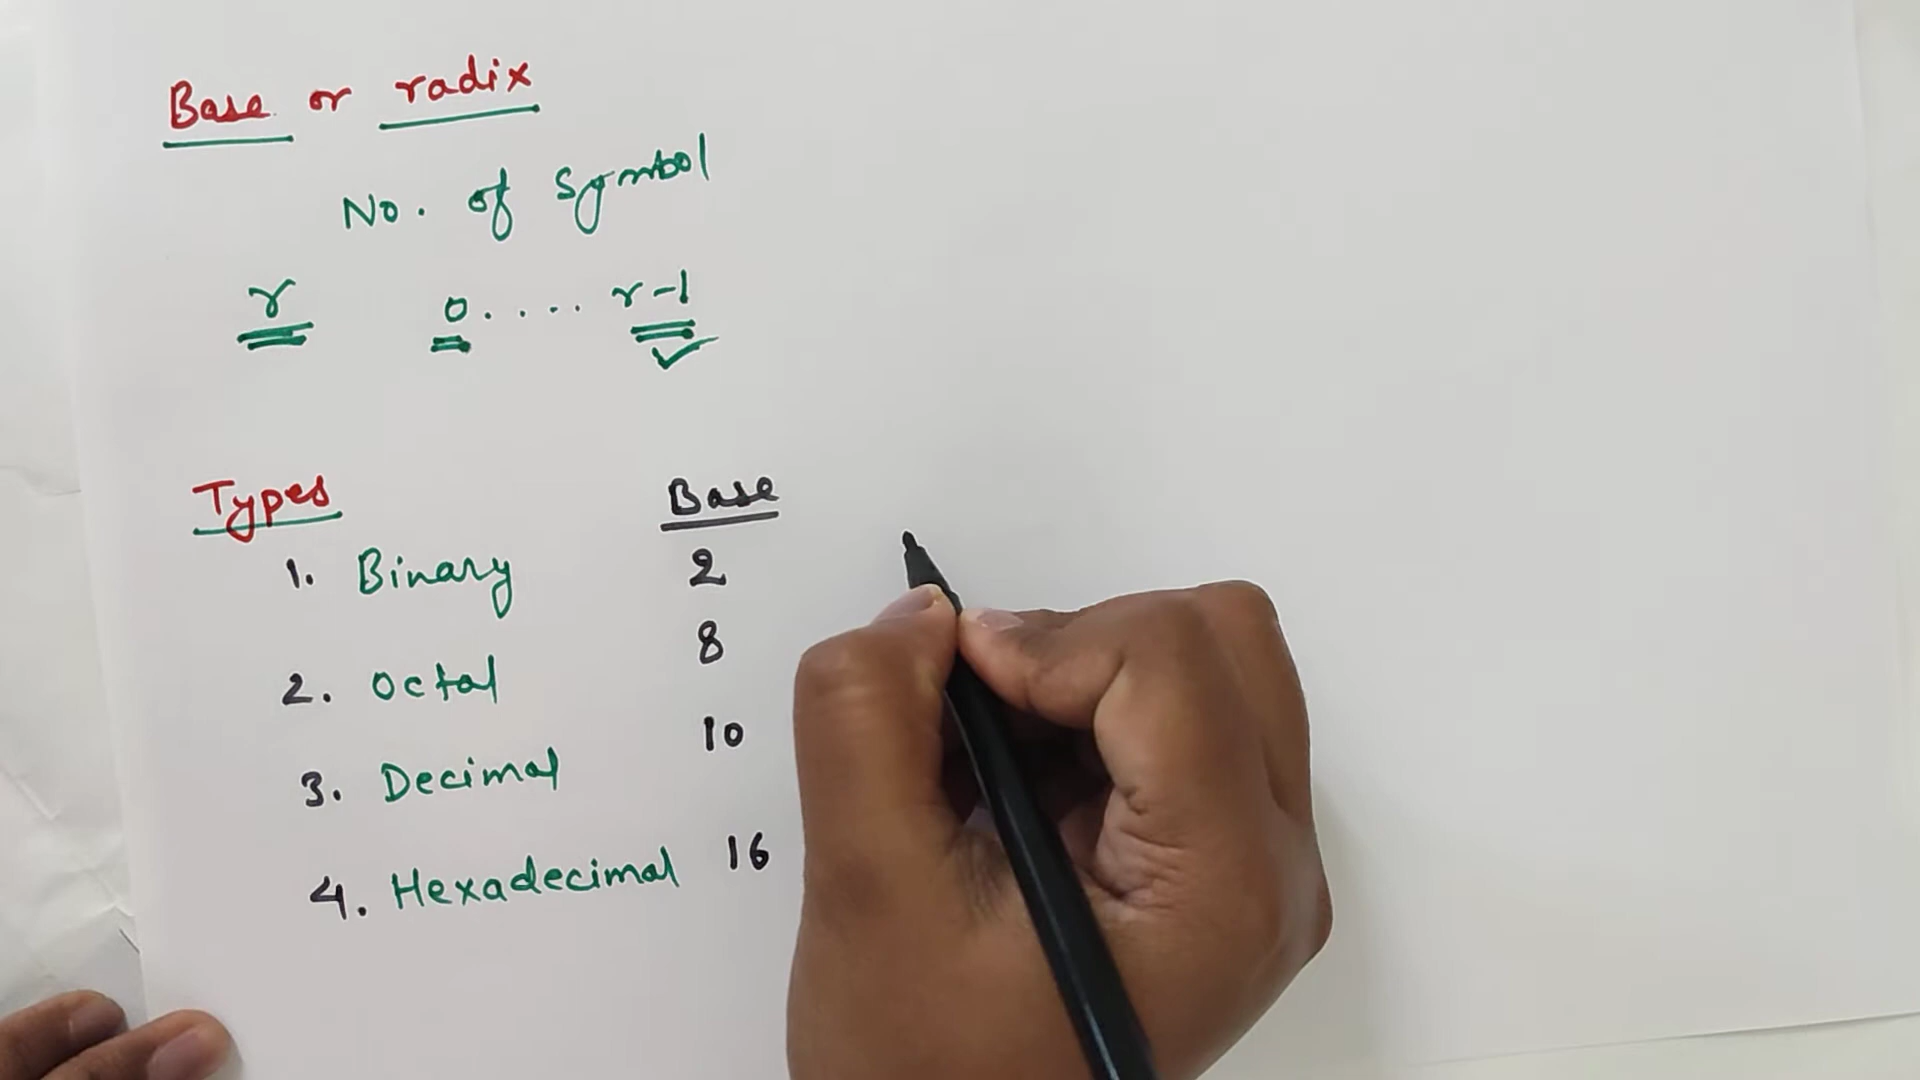 Base or radix
No. of Symbol
r 0..... r-1
Types Base
1. Binary 2
2. Octal 8
3. Decimal 10
4. Hexadecimal 16